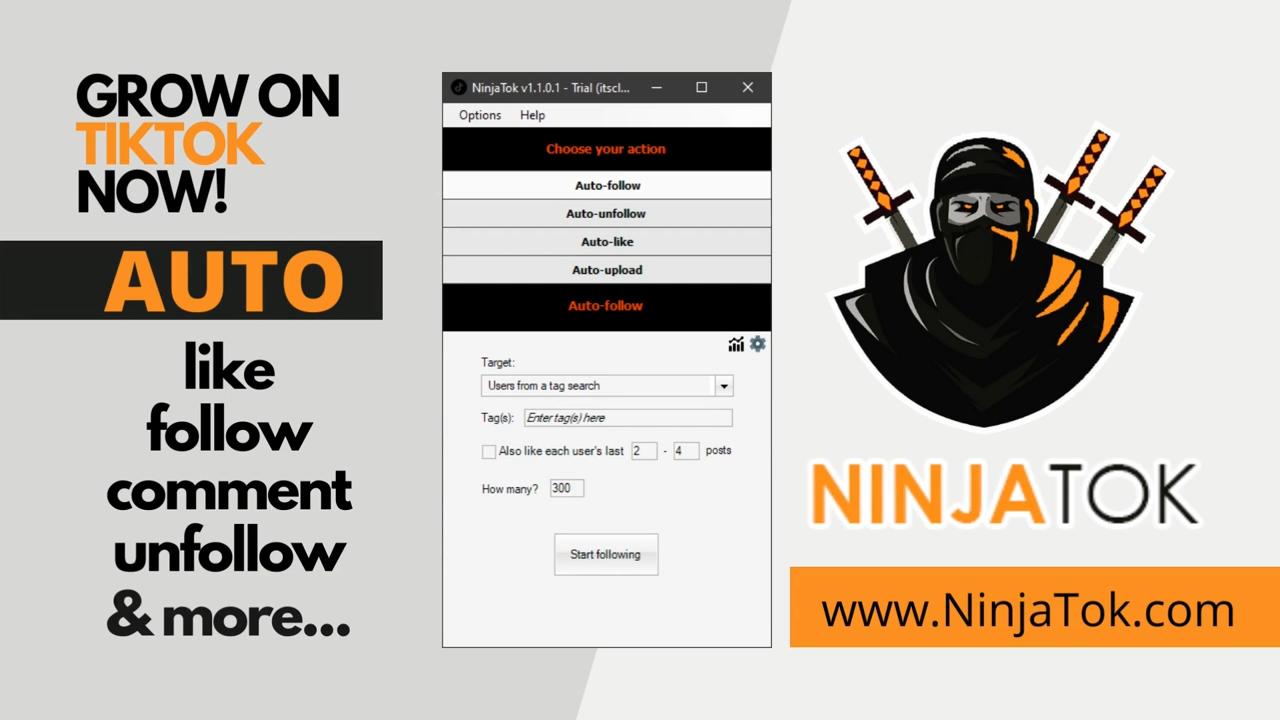 GROW ON
TIKTOK
NOW!
AUTO
like
follow
comment
unfollow
& more...
NinjaTok v1.1.0.1 - Trial (itscl...
Options Help
Choose your action
Auto-follow
Auto-unfollow
Auto-like
Auto-upload
Auto-follow
Target:
Users from a tag search
Tag(s): Enter tag(s) here
Also like each user's last 2 - 4 posts
How many? 300
Start following
NINJATOK
www.NinjaTok.com